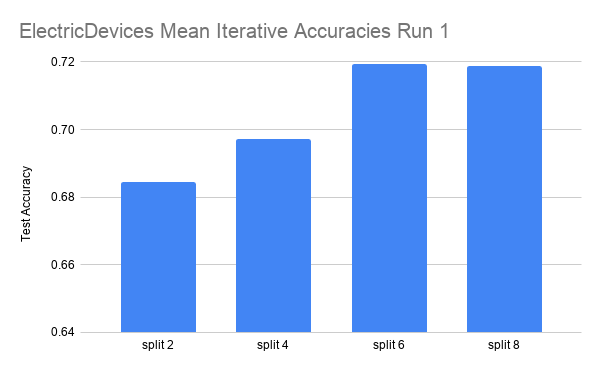 ElectricDevices Mean Iterative Accuracies Run 1
Test Accuracy
0.72
0.70
0.68
0.66
0.64
split 2
split 4
split 6
split 8